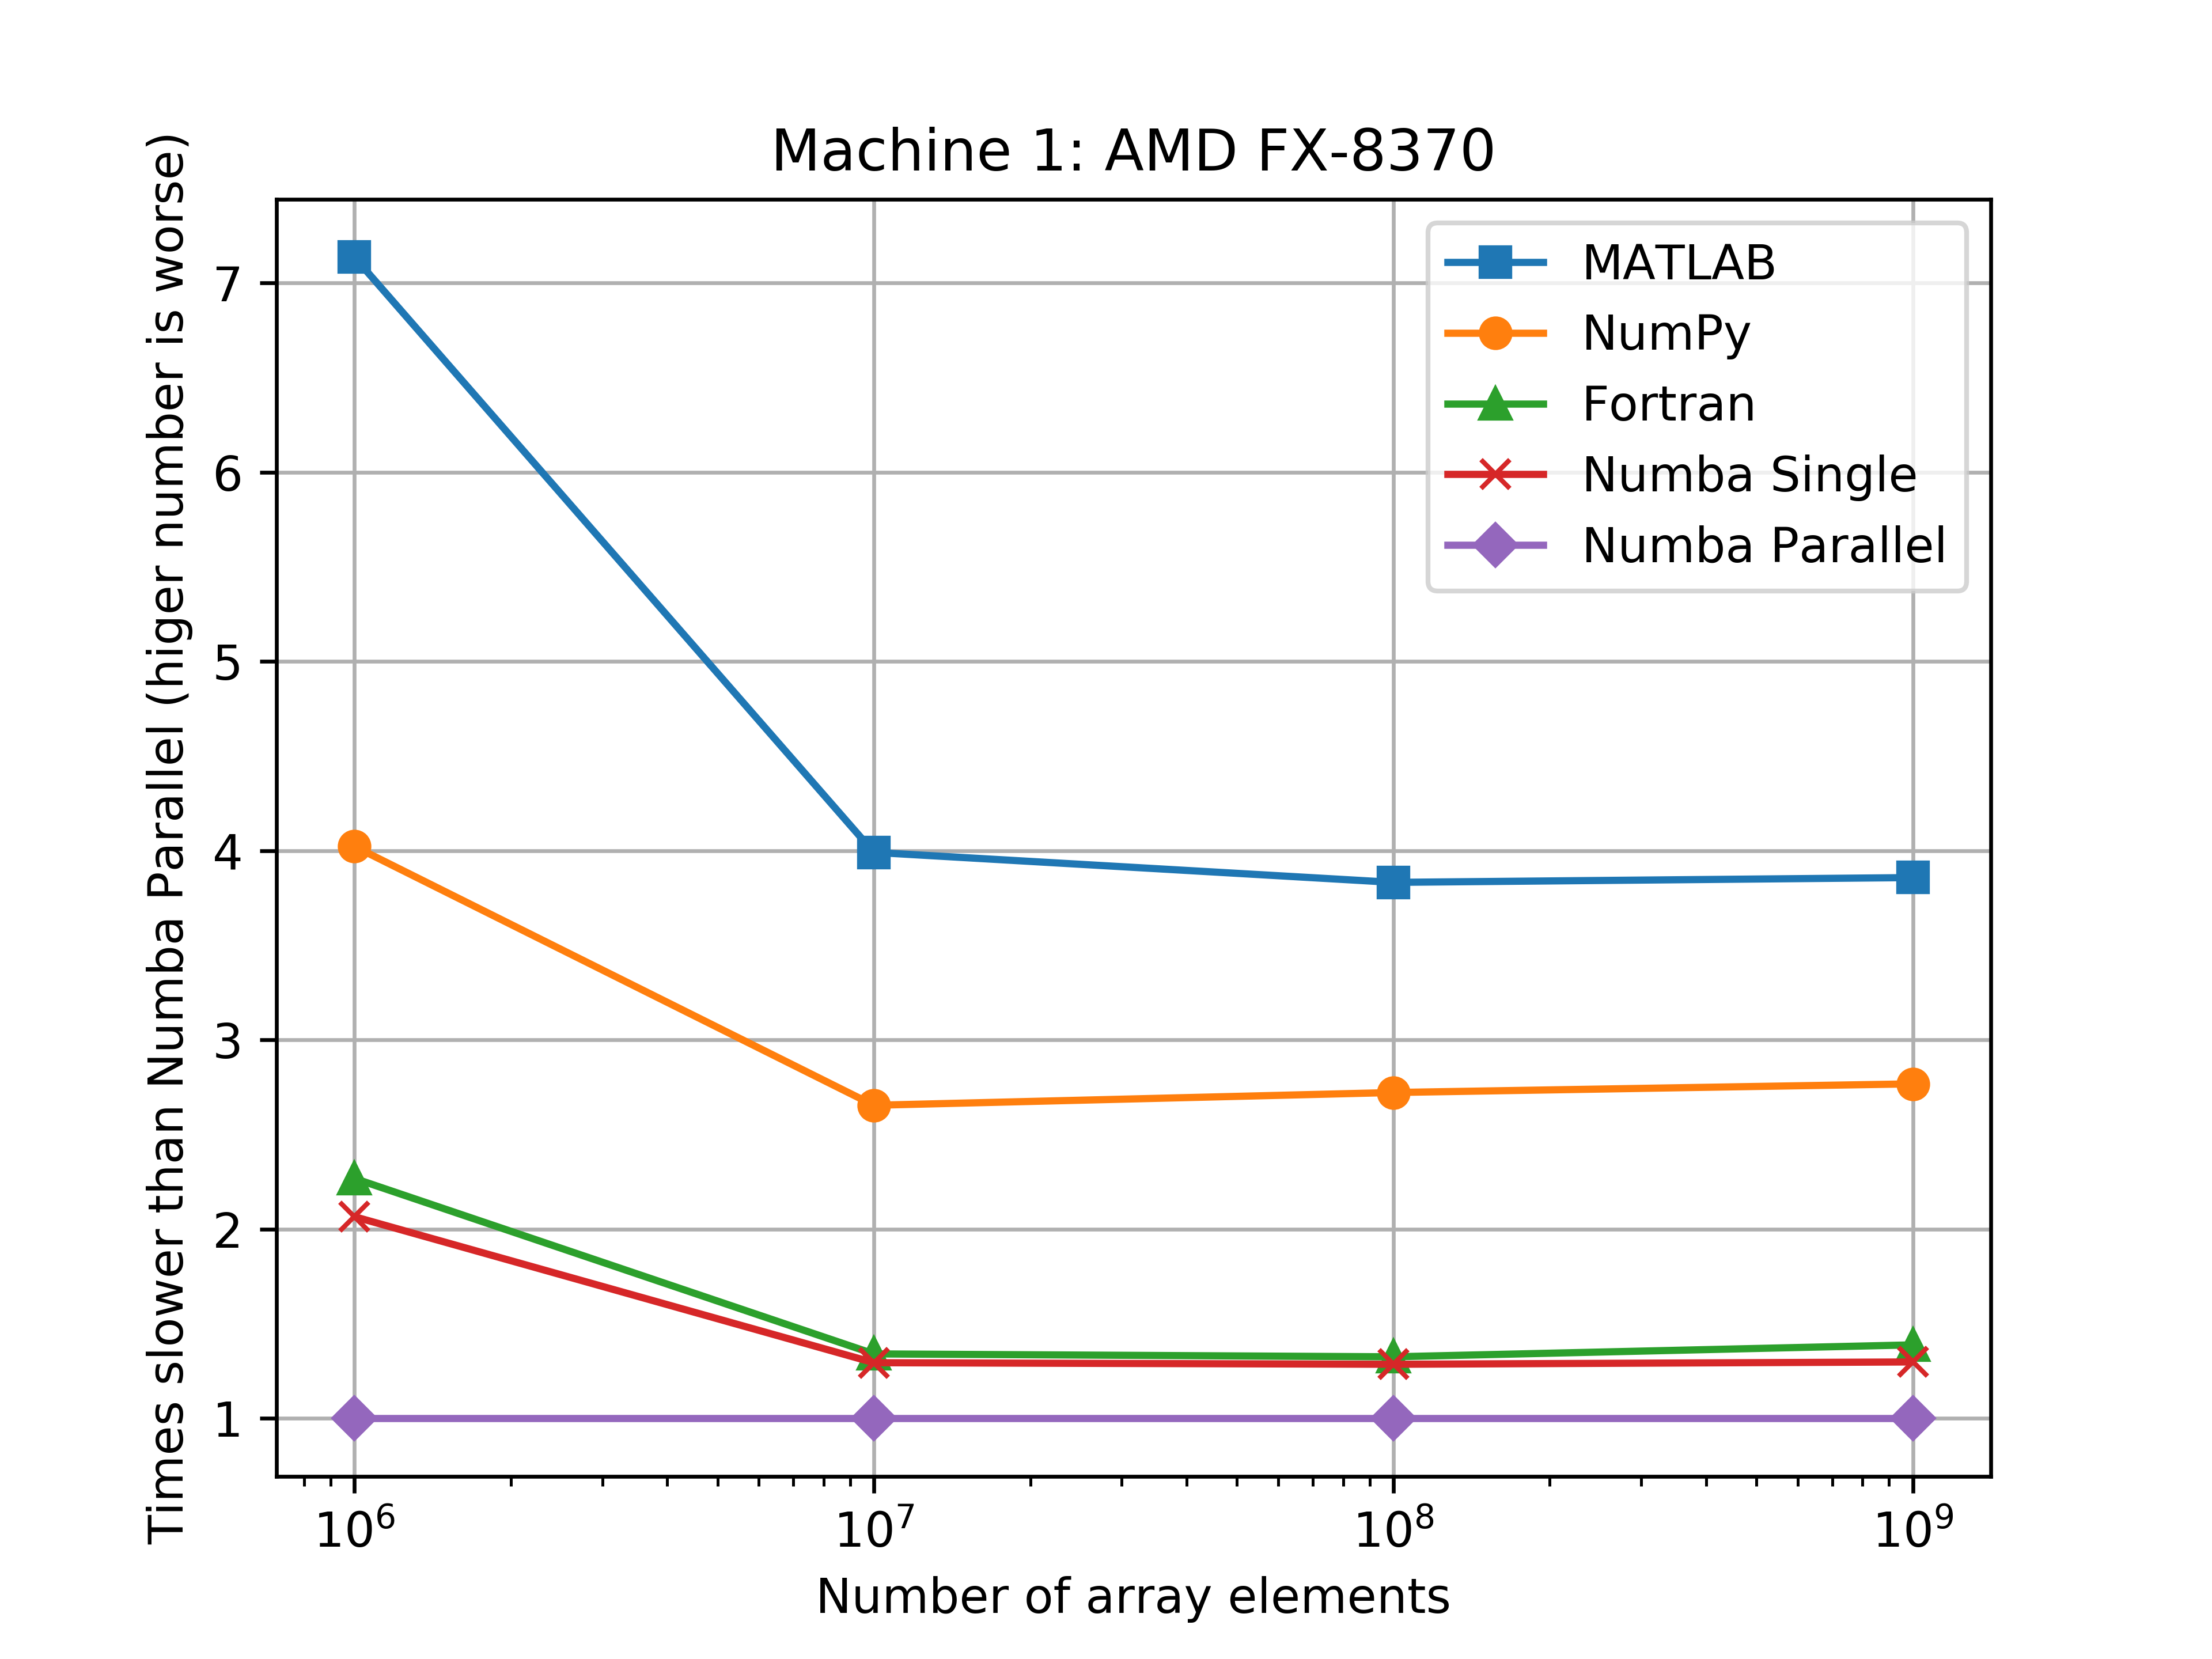 Machine 1: AMD FX-8370
Times slower than Numba Parallel (higer number is worse)
7
6
5
4
3
2
1
MATLAB
NumPy
Fortran
Numba Single
Numba Parallel
10⁶ 10⁷ 10⁸ 10⁹
Number of array elements